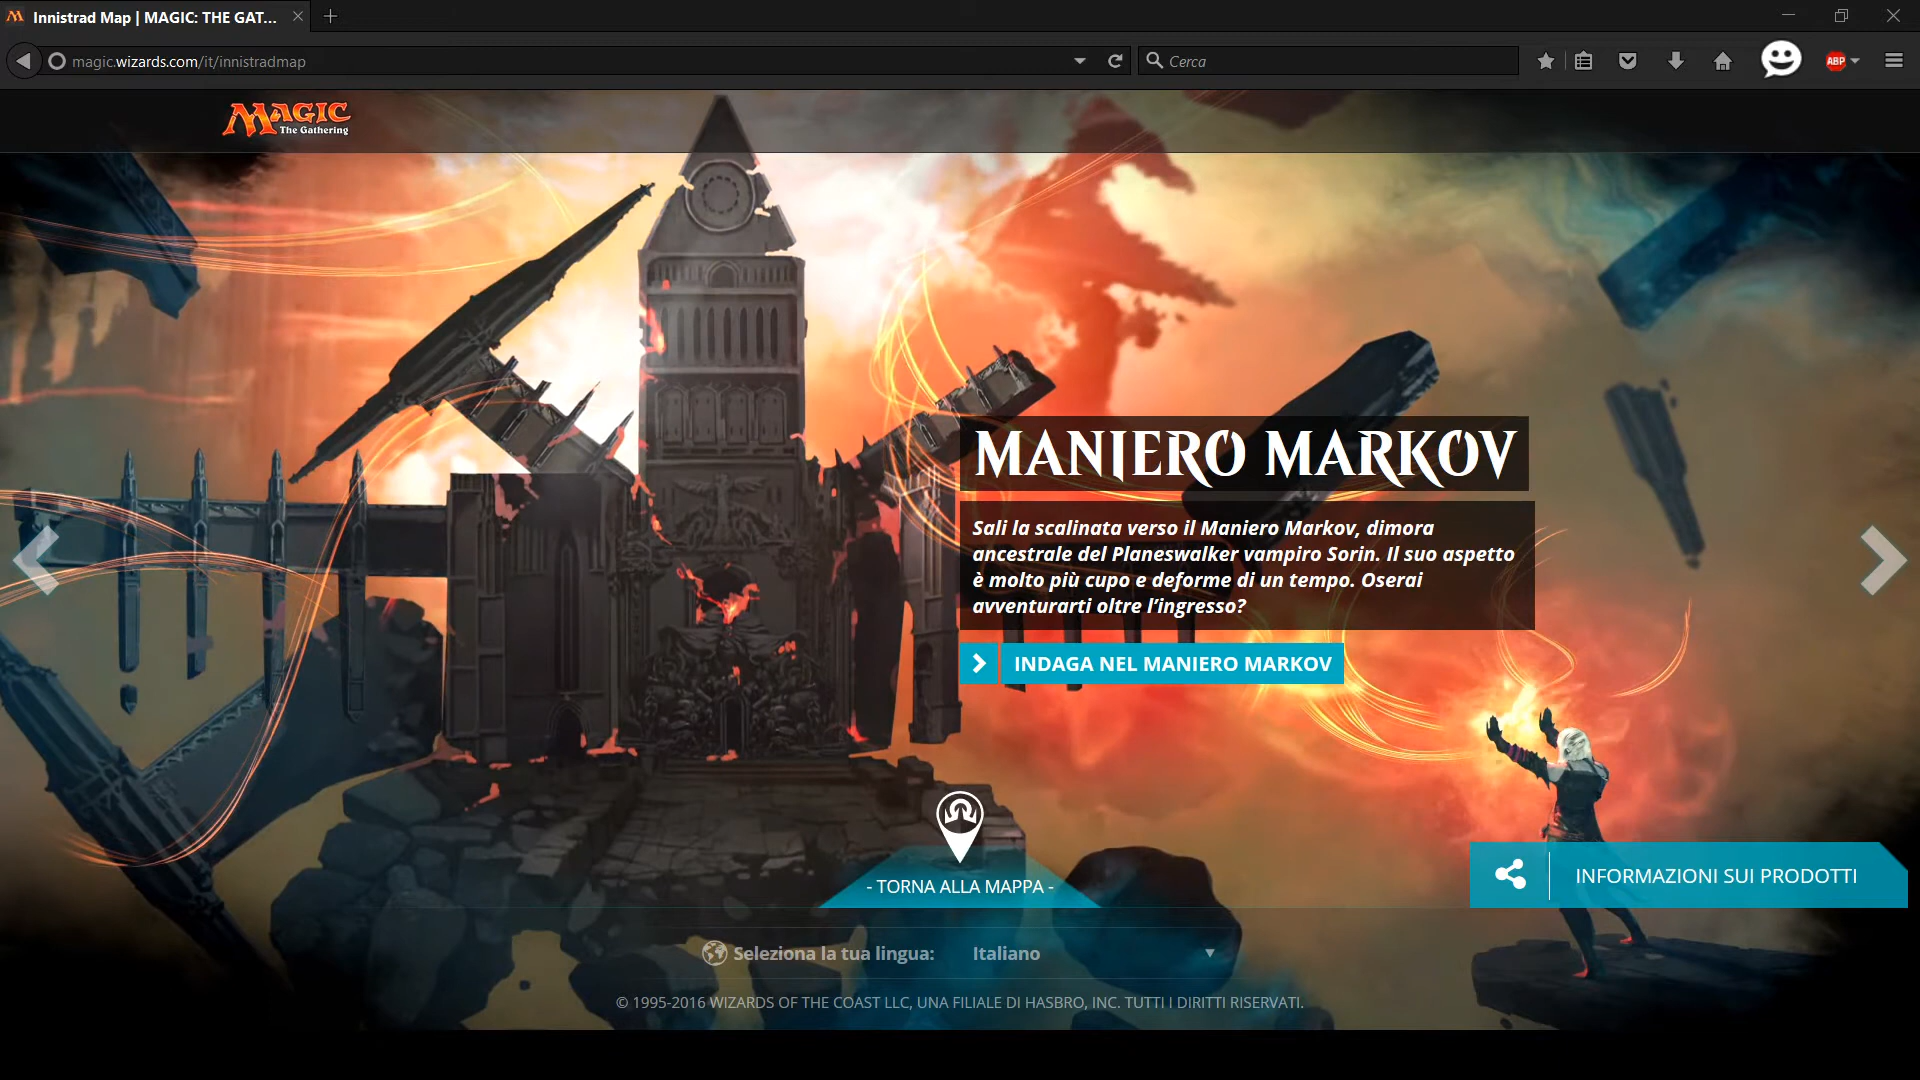 Innistrad Map | MAGIC: THE GAT...
magic.wizards.com/it/innistradmap
Cerca
ABP
MAGIC
The Gathering
MANIERO MARKOV
Sali la scalinata verso il Maniero Markov, dimora
ancestrale del Planeswalker vampiro Sorin. Il suo aspetto
è molto più cupo e deforme di un tempo. Oserai
avventurarti oltre l’ingresso?
INDAGA NEL MANIERO MARKOV
- TORNA ALLA MAPPA -
INFORMAZIONI SUI PRODOTTI
Seleziona la tua lingua: Italiano
© 1995-2016 WIZARDS OF THE COAST LLC, UNA FILIALE DI HASBRO, INC. TUTTI I DIRITTI RISERVATI.